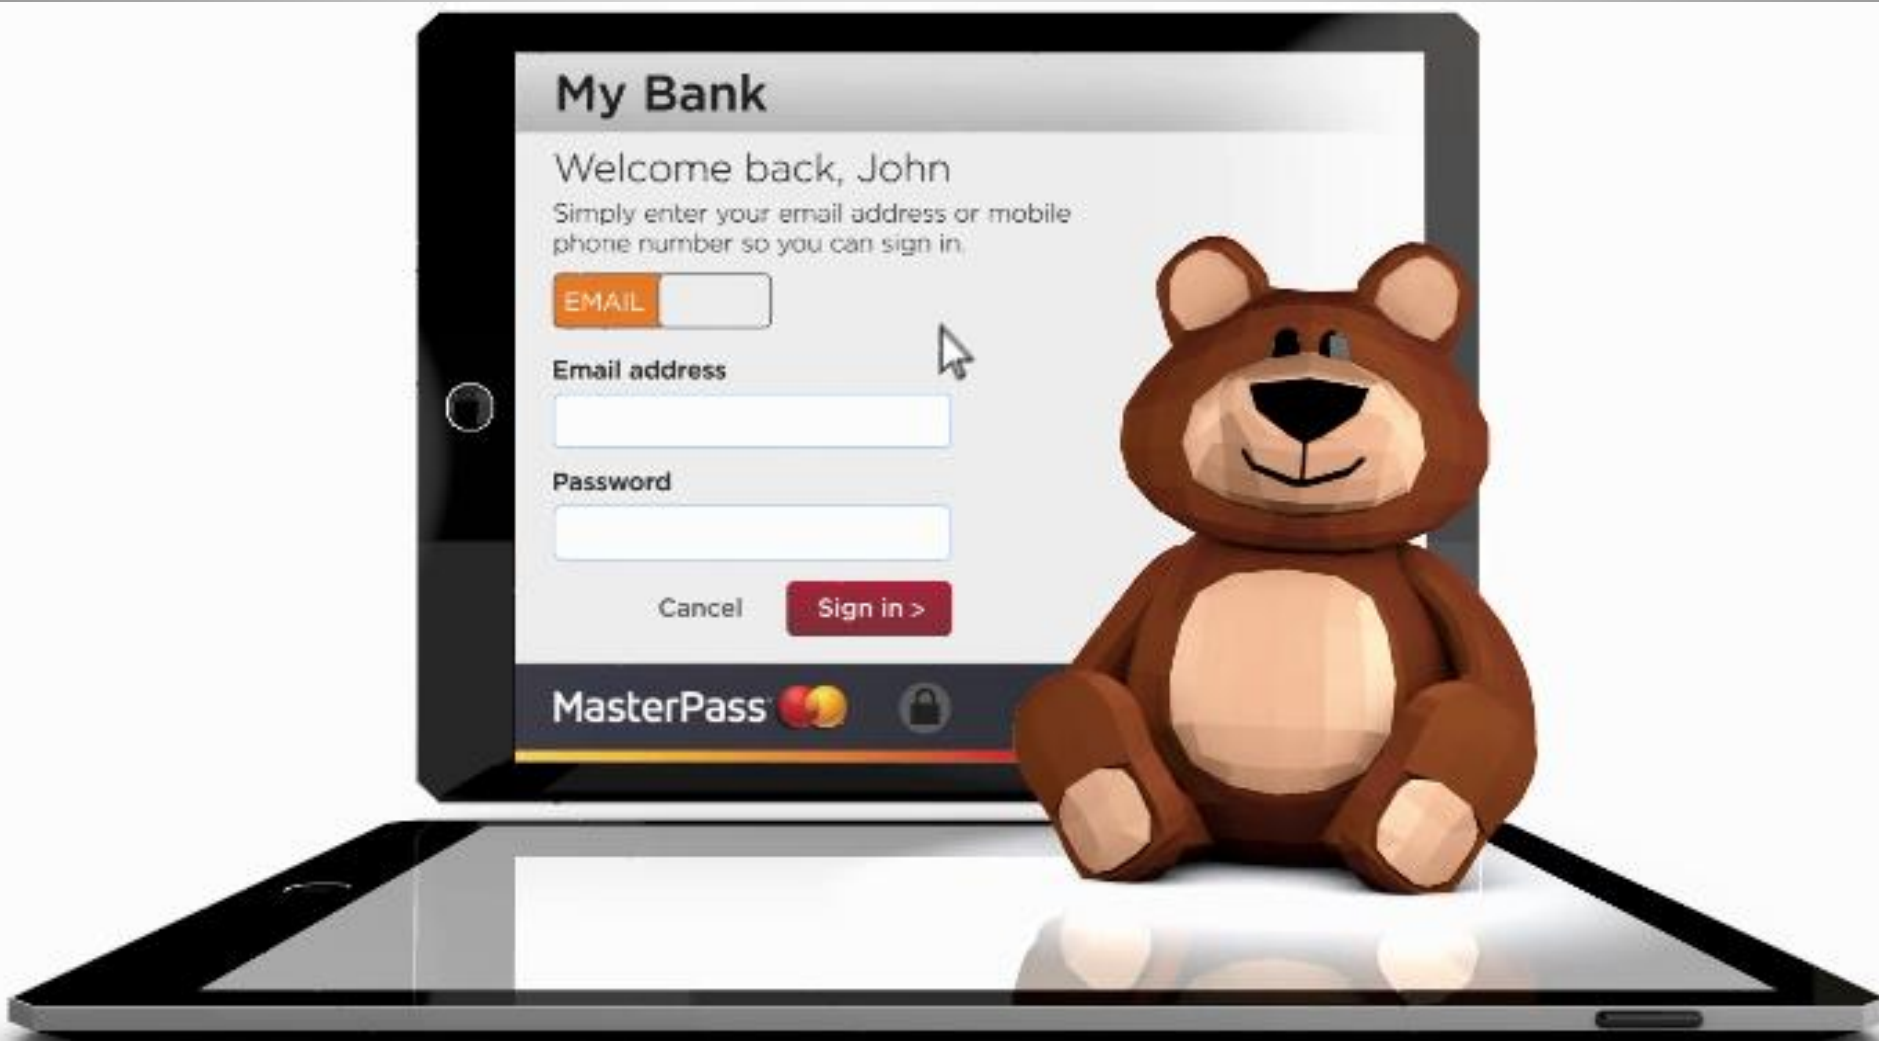 My Bank
Welcome back, John
Simply enter your email address or mobile
phone number so you can sign in.
EMAIL
Email address
Password
Cancel
Sign in >
MasterPass